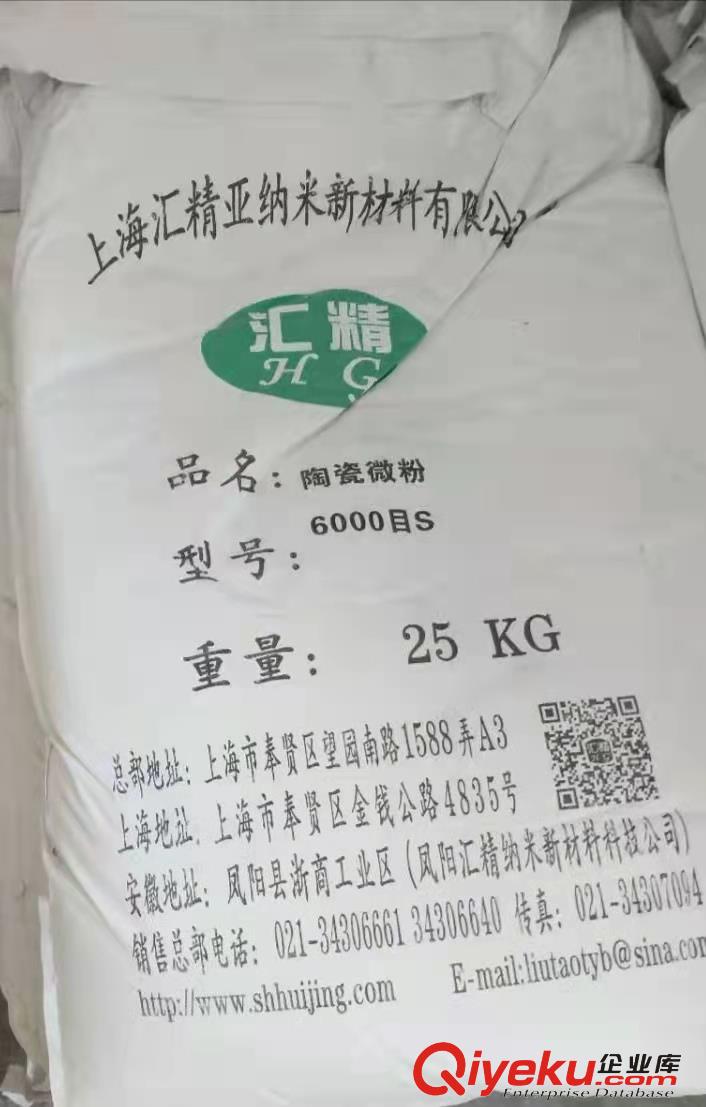 上海汇精亚纳米新材料有限公
汇精
H G
品名：陶瓷微粉
型号：6000目S
重量：25 KG
总部地址：上海市奉贤区望园南路1588弄A3
上海地址：上海市奉贤区金钱公路4835号
安徽地址：凤阳县浙商工业区（凤阳汇精纳米新材料科技公司）
销售总部电话：021-34306661 34306640 传真：021-34307094
http://www.shhuijing.com E-mail:liutaotyb@sina.com
Qiyeku企业库
.com
Enterprise Database